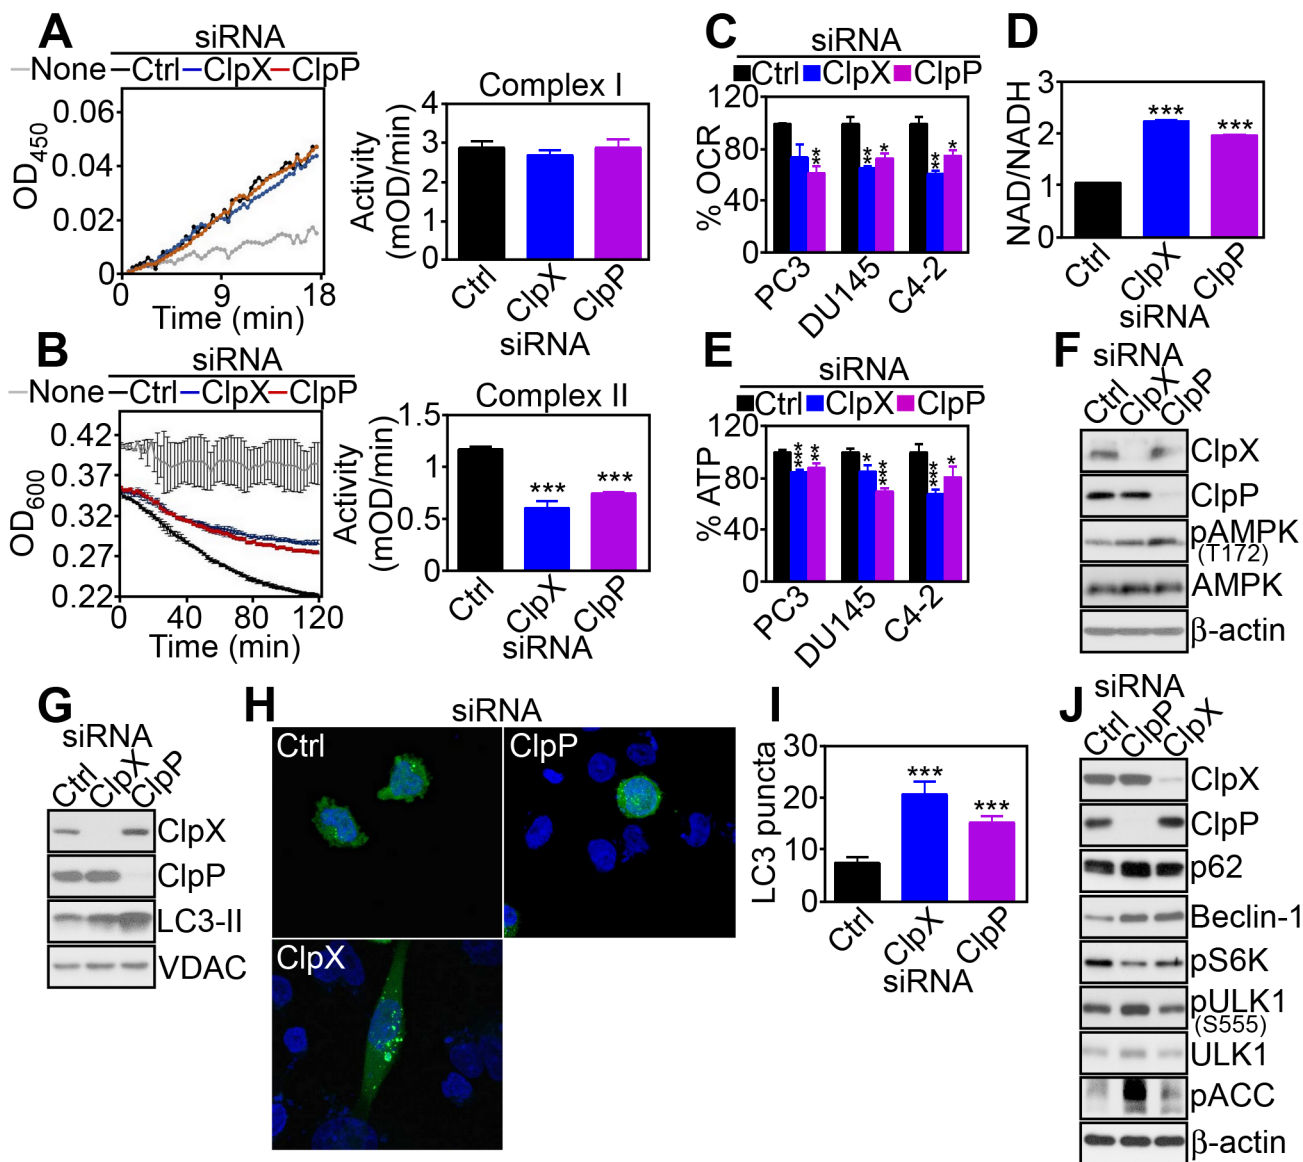 A
siRNA
None Ctrl ClpX ClpP
OD450
0.06
0.04
0.02
0
0 9 18
Time (min)
Complex I
Activity
(mOD/min)
4
3
2
1
0
Ctrl ClpX ClpP
siRNA
B
siRNA
None Ctrl ClpX ClpP
OD600
0.42
0.37
0.32
0.27
0.22
0 40 80 120
Time (min)
Complex II
Activity
(mOD/min)
1.5
1
0.5
0
*** ***
Ctrl ClpX ClpP
siRNA
C
siRNA
Ctrl ClpX ClpP
% OCR
120
80
40
0
** ** * ** *
PC3 DU145 C4-2
D
NAD/NADH
3
2
1
0
*** ***
Ctrl ClpX ClpP
siRNA
E
siRNA
Ctrl ClpX ClpP
% ATP
120
80
40
0
*** ** * *** *** *
PC3 DU145 C4-2
F
siRNA
Ctrl ClpX ClpP
ClpX
ClpP
pAMPK
(T172)
AMPK
β-actin
G
siRNA
Ctrl ClpX ClpP
ClpX
ClpP
LC3-II
VDAC
H
siRNA
Ctrl
ClpP
ClpX
I
LC3 puncta
30
20
10
0
*** ***
Ctrl ClpX ClpP
siRNA
J
siRNA
Ctrl ClpP ClpX
ClpX
ClpP
p62
Beclin-1
pS6K
pULK1
(S555)
ULK1
pACC
β-actin